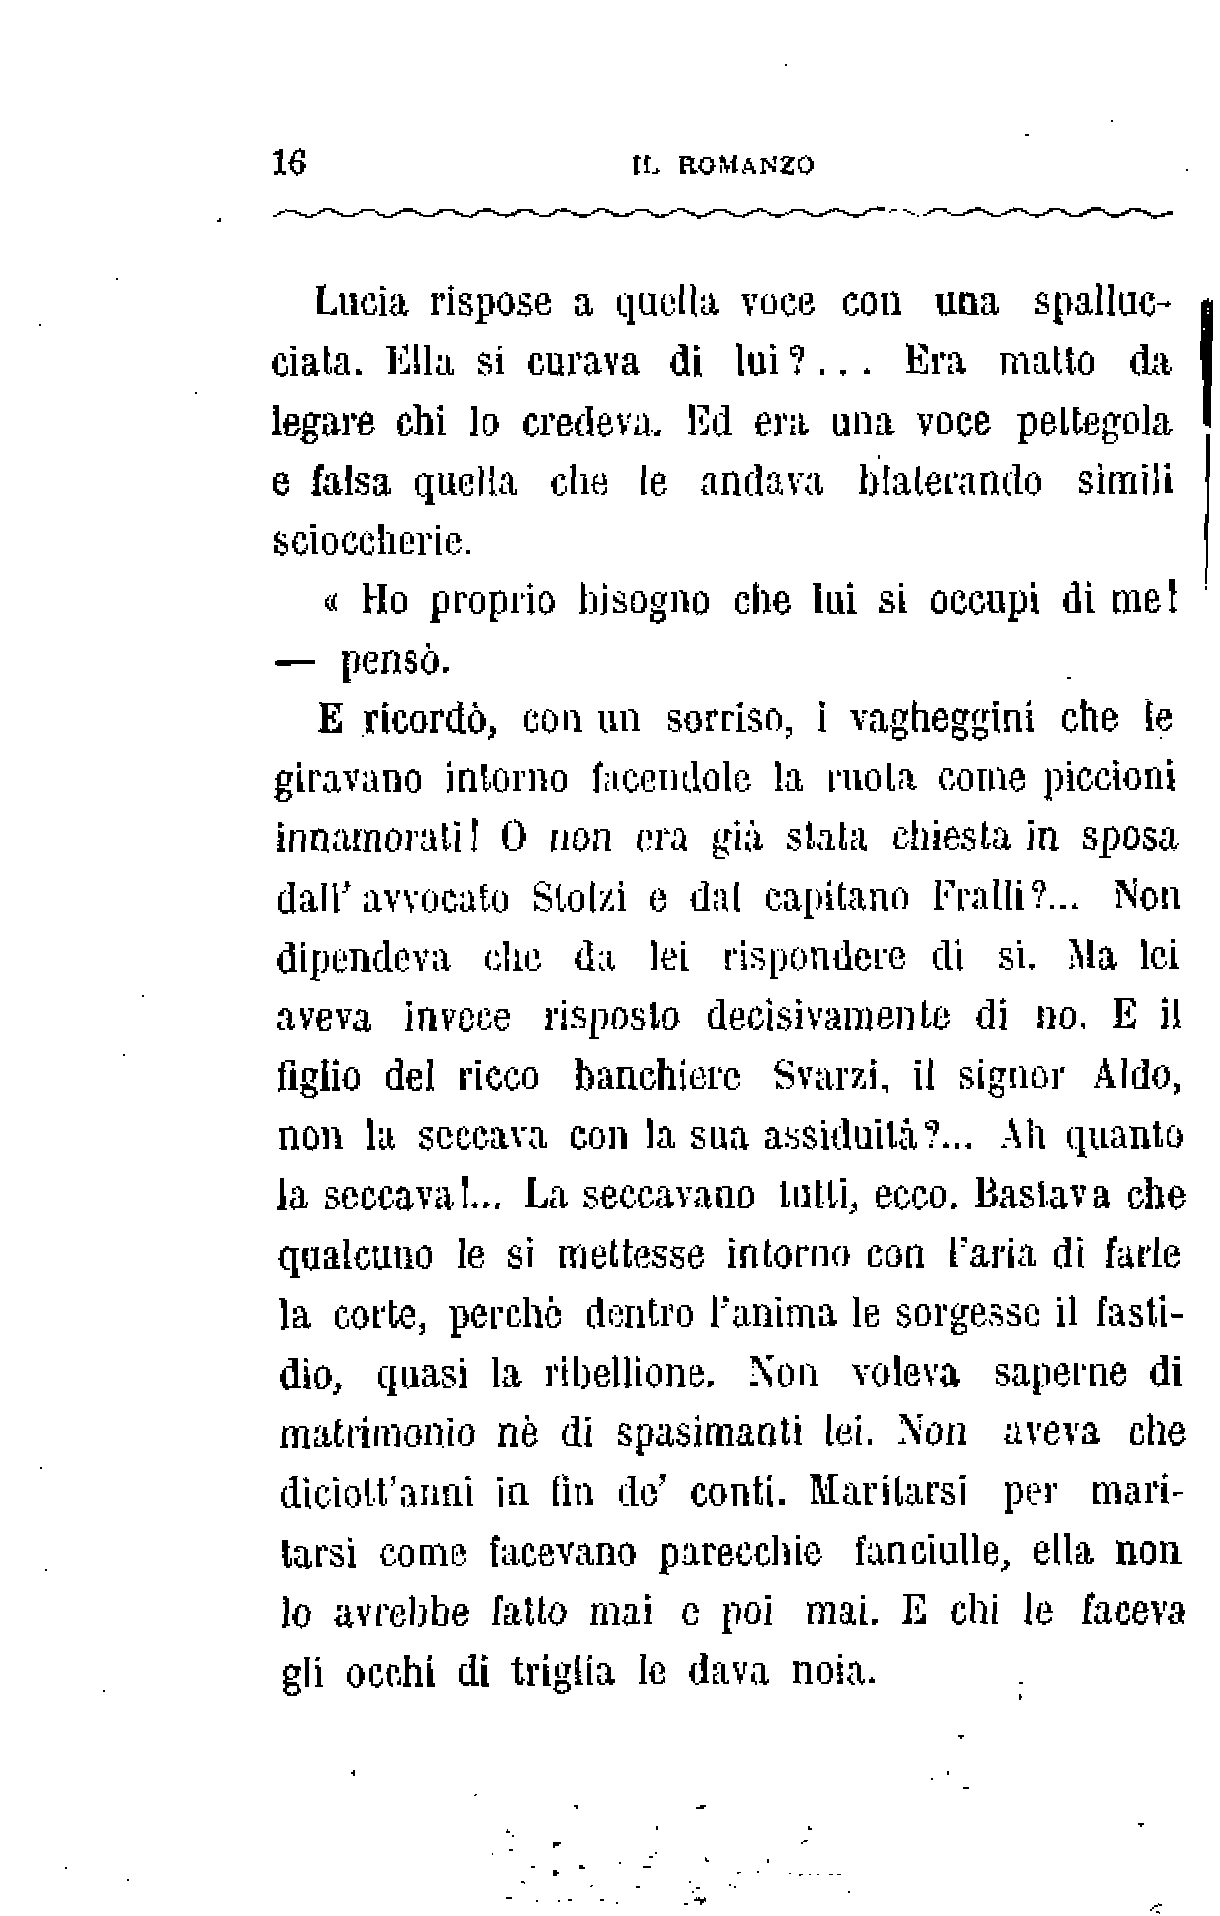 16 IL ROMANZO
Lucia rispose a quella voce con una spalluc-
ciata. Ella si curava di lui?... Era matto da
legare chi lo credeva. Ed era una voce pettegola
e falsa quella che le andava blaterando simili
scioccherie.
« Ho proprio bisogno che lui si occupi di me!
— pensò.
E ricordò, con un sorriso, i vagheggini che le
giravano intorno facendole la ruota come piccioni
innamorati! O non era già stata chiesta in sposa
dall' avvocato Stolzi e dal capitano Fralli?... Non
dipendeva che da lei rispondere di si. Ma lei
aveva invece risposto decisivamente di no. E il
figlio del ricco banchiere Svarzi, il signor Aldo,
non la seccava con la sua assiduità?... Ah quanto
la seccava!... La seccavano tutti, ecco. Bastava che
qualcuno le si mettesse intorno con l'aria di farle
la corte, perchè dentro l'anima le sorgesse il fasti-
dio, quasi la ribellione. Non voleva saperne di
matrimonio nè di spasimanti lei. Non aveva che
diciott'anni in fin de' conti. Maritarsi per mari-
tarsi come facevano parecchie fanciulle, ella non
lo avrebbe fatto mai e poi mai. E chi le faceva
gli occhi di triglia le dava noia.